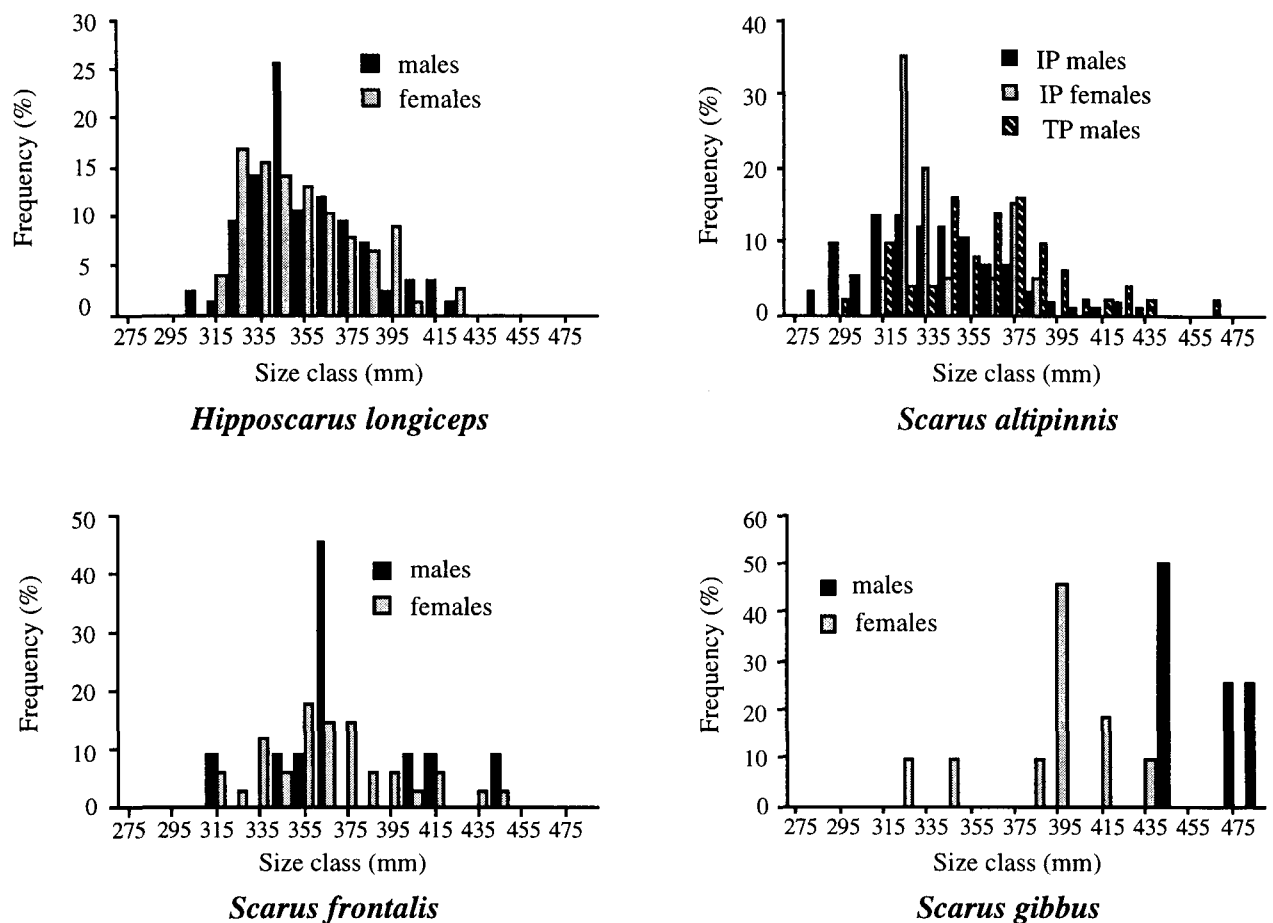 30
25
20
15
10
5
0
Frequency (%)
males
females
275 295 315 335 355 375 395 415 435 455 475
Size class (mm)
Hipposcarus longiceps
40
30
20
10
0
Frequency (%)
IP males
IP females
TP males
275 295 315 335 355 375 395 415 435 455 475
Size class (mm)
Scarus altipinnis
50
40
30
20
10
0
Frequency (%)
males
females
275 295 315 335 355 375 395 415 435 455 475
Size class (mm)
Scarus frontalis
60
50
40
30
20
10
0
Frequency (%)
males
females
275 295 315 335 355 375 395 415 435 455 475
Size class (mm)
Scarus gibbus